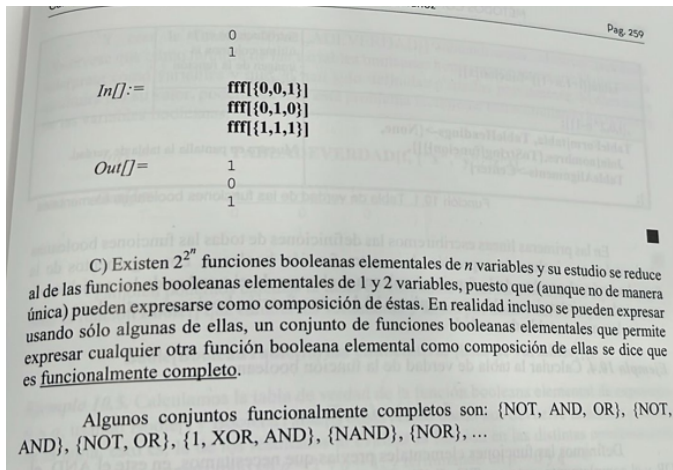 Pag. 259
0
1
In[]:= fff[{0,0,1}]
fff[{0,1,0}]
fff[{1,1,1}]
Out[]= 1
0
1
C) Existen 2^{2^n} funciones booleanas elementales de n variables y su estudio se reduce
al de las funciones booleanas elementales de 1 y 2 variables, puesto que (aunque no de manera
única) pueden expresarse como composición de éstas. En realidad incluso se pueden expresar
usando sólo algunas de ellas, un conjunto de funciones booleanas elementales que permite
expresar cualquier otra función booleana elemental como composición de ellas se dice que
es funcionalmente completo.
Algunos conjuntos funcionalmente completos son: {NOT, AND, OR}, {NOT,
AND}, {NOT, OR}, {1, XOR, AND}, {NAND}, {NOR}, ...